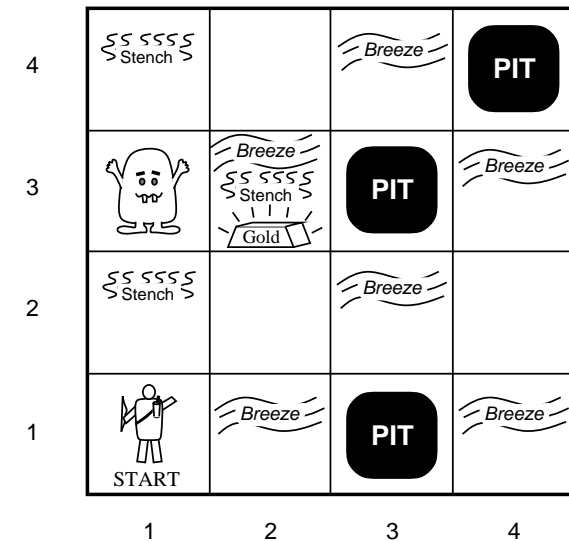 4
Stench
Breeze
PIT
3
Breeze
Stench
Gold
PIT
Breeze
2
Stench
Breeze
1
START
Breeze
PIT
Breeze
1 2 3 4